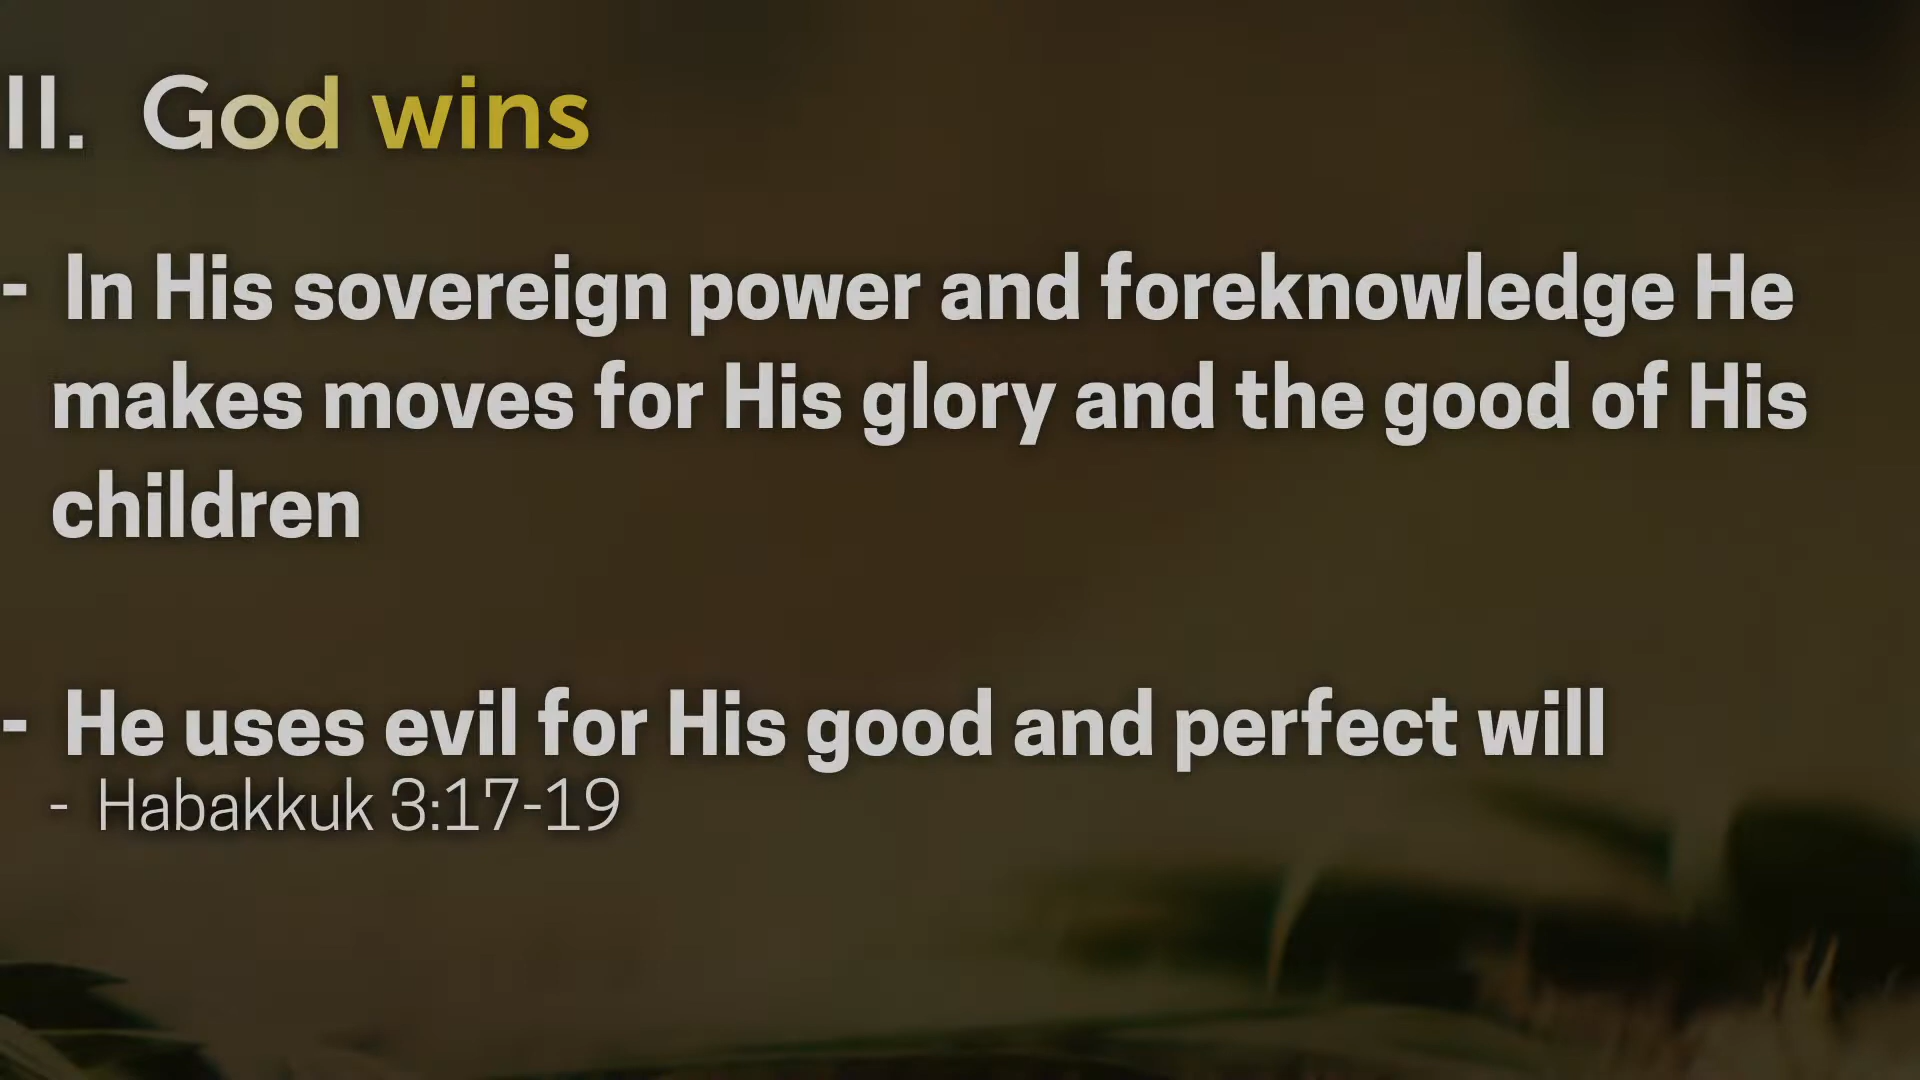 II. God wins
- In His sovereign power and foreknowledge He
makes moves for His glory and the good of His
children
- He uses evil for His good and perfect will
- Habakkuk 3:17-19